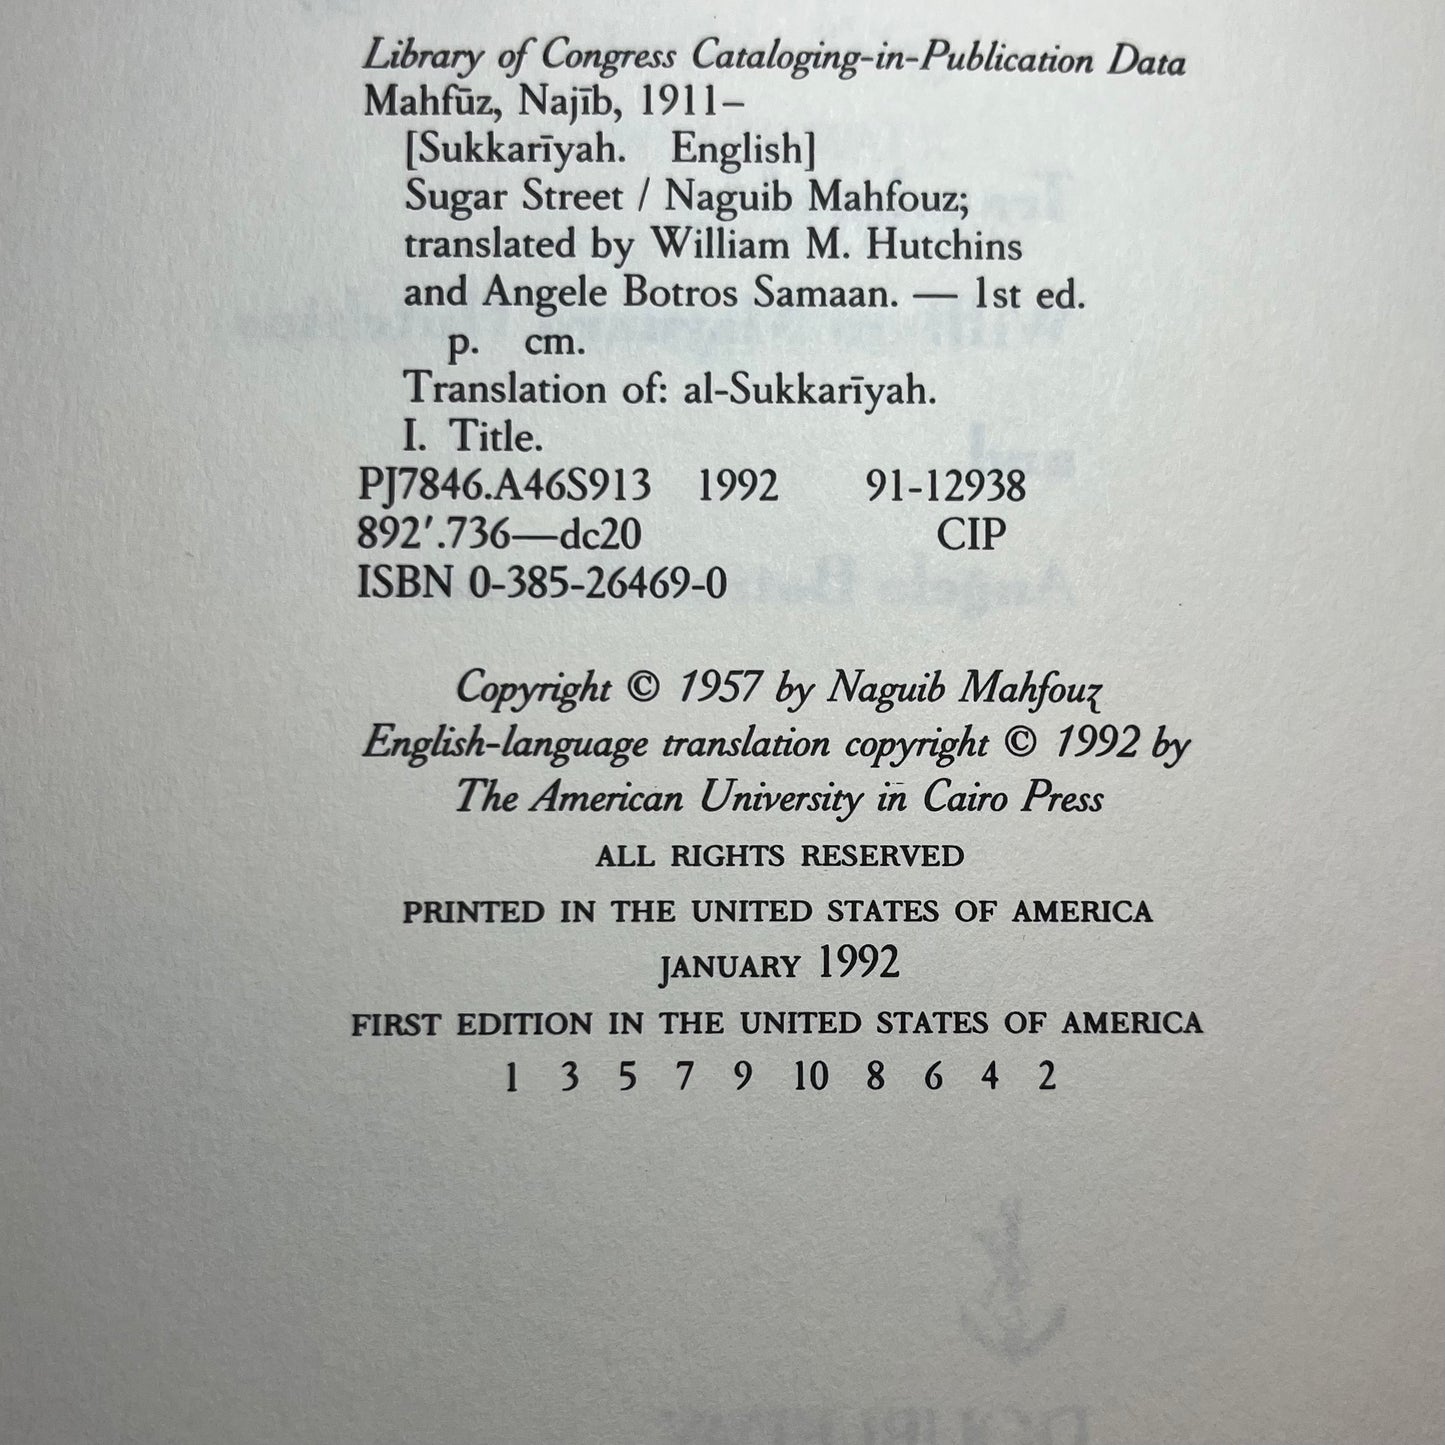 Library of Congress Cataloging-in-Publication Data
Mahfūz, Najīb, 1911–
[Sukkarīyah. English]
Sugar Street / Naguib Mahfouz;
translated by William M. Hutchins
and Angele Botros Samaan. — 1st ed.
p. cm.
Translation of: al-Sukkarīyah.
I. Title.
PJ7846.A46S913 1992 91-12938
892′.736—dc20 CIP
ISBN 0-385-26469-0
Copyright © 1957 by Naguib Mahfouz
English-language translation copyright © 1992 by
The American University in Cairo Press
ALL RIGHTS RESERVED
PRINTED IN THE UNITED STATES OF AMERICA
JANUARY 1992
FIRST EDITION IN THE UNITED STATES OF AMERICA
1 3 5 7 9 10 8 6 4 2